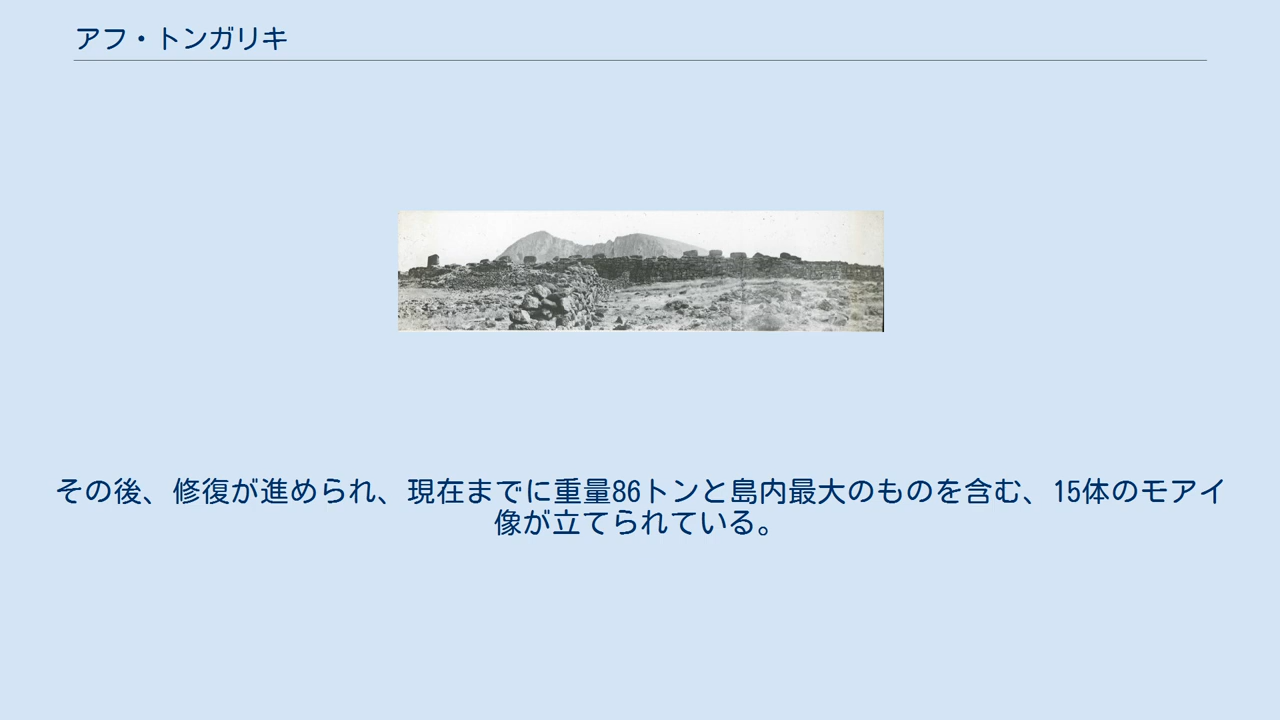 アフ・トンガリキ
その後、修復が進められ、現在までに重量86トンと島内最大のものを含む、15体のモアイ
像が立てられている。